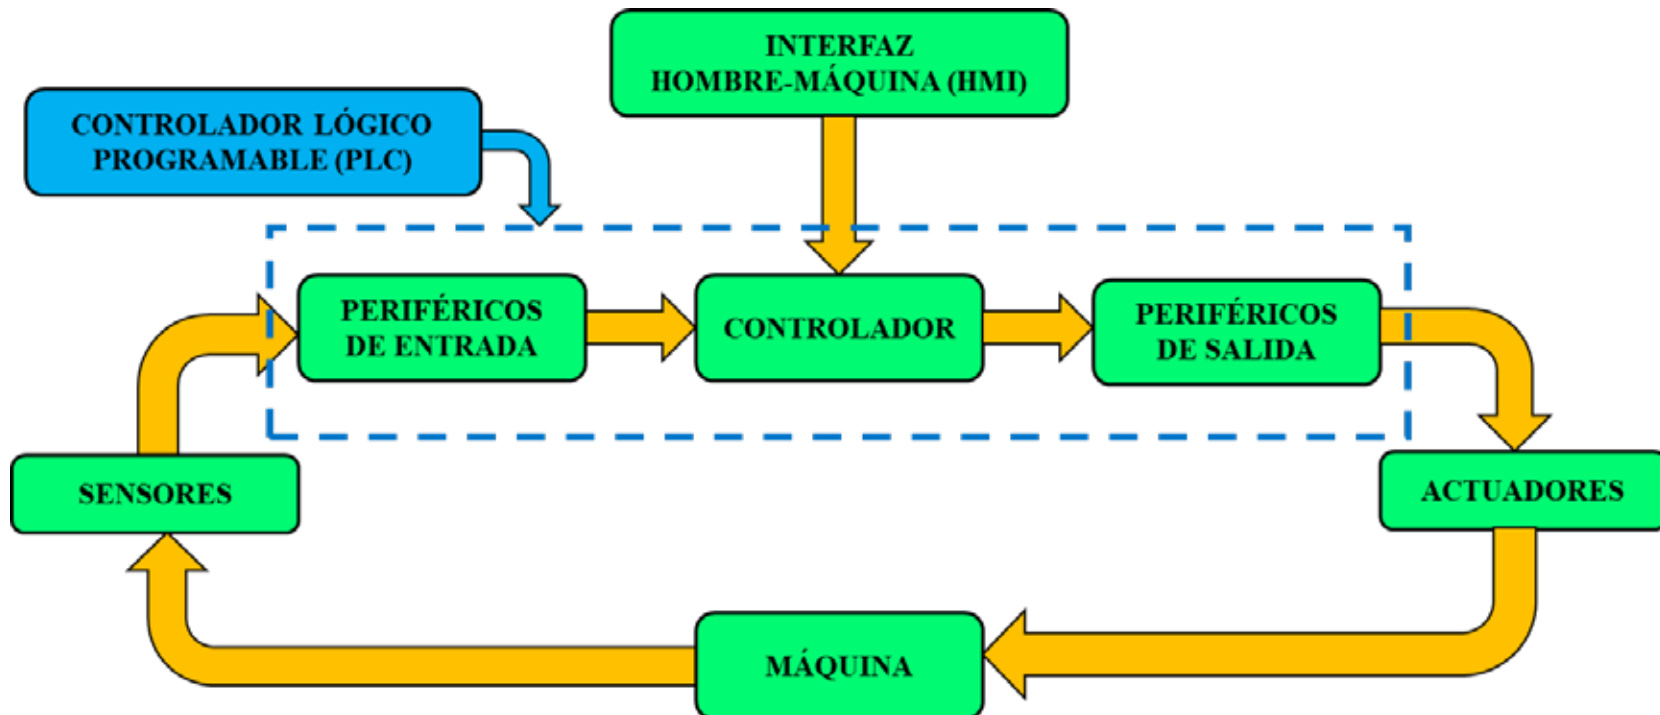 INTERFAZ
HOMBRE-MÁQUINA (HMI)
CONTROLADOR LÓGICO
PROGRAMABLE (PLC)
PERIFÉRICOS
DE ENTRADA
CONTROLADOR
PERIFÉRICOS
DE SALIDA
SENSORES
ACTUADORES
MÁQUINA